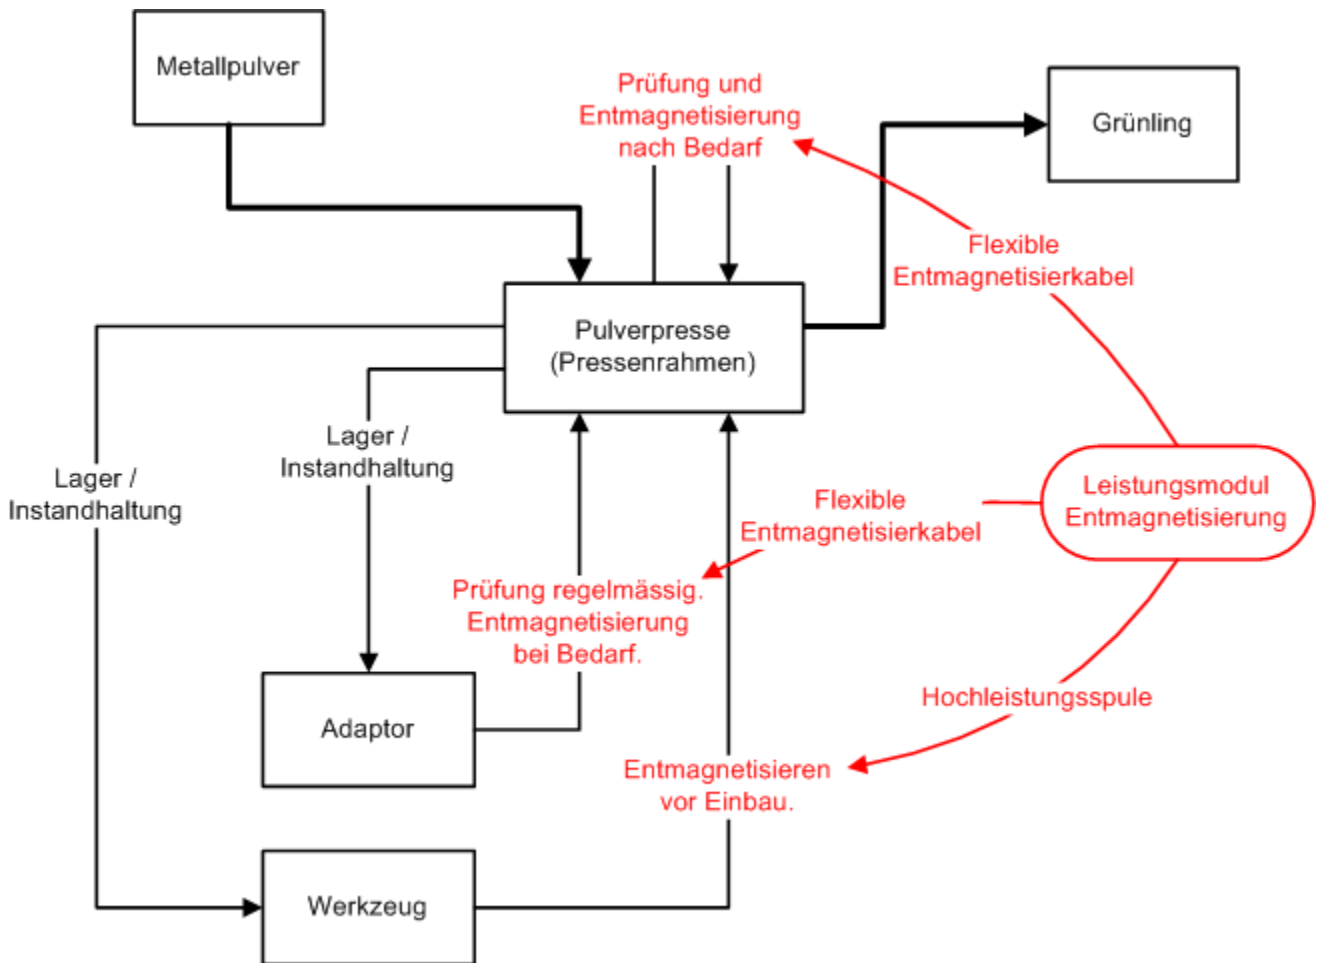 Metallpulver
Prüfung und
Entmagnetisierung
nach Bedarf
Grünling
Flexible
Entmagnetisierkabel
Pulverpresse
(Pressenrahmen)
Lager /
Instandhaltung
Lager /
Instandhaltung
Flexible
Entmagnetisierkabel
Leistungsmodul
Entmagnetisierung
Prüfung regelmässig.
Entmagnetisierung
bei Bedarf.
Hochleistungsspule
Adaptor
Entmagnetisieren
vor Einbau.
Werkzeug